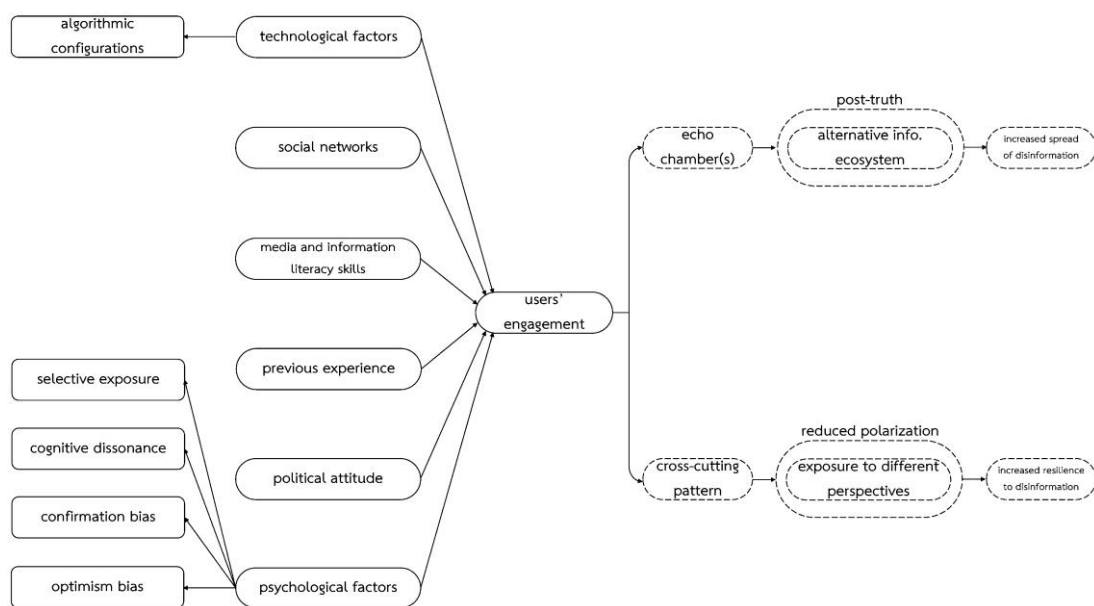 algorithmic
configurations
technological factors
social networks
media and information
literacy skills
previous experience
political attitude
psychological factors
selective exposure
cognitive dissonance
confirmation bias
optimism bias
users'
engagement
echo
chamber(s)
post-truth
alternative info.
ecosystem
increased spread
of disinformation
cross-cutting
pattern
reduced polarization
exposure to different
perspectives
increased resilience
to disinformation